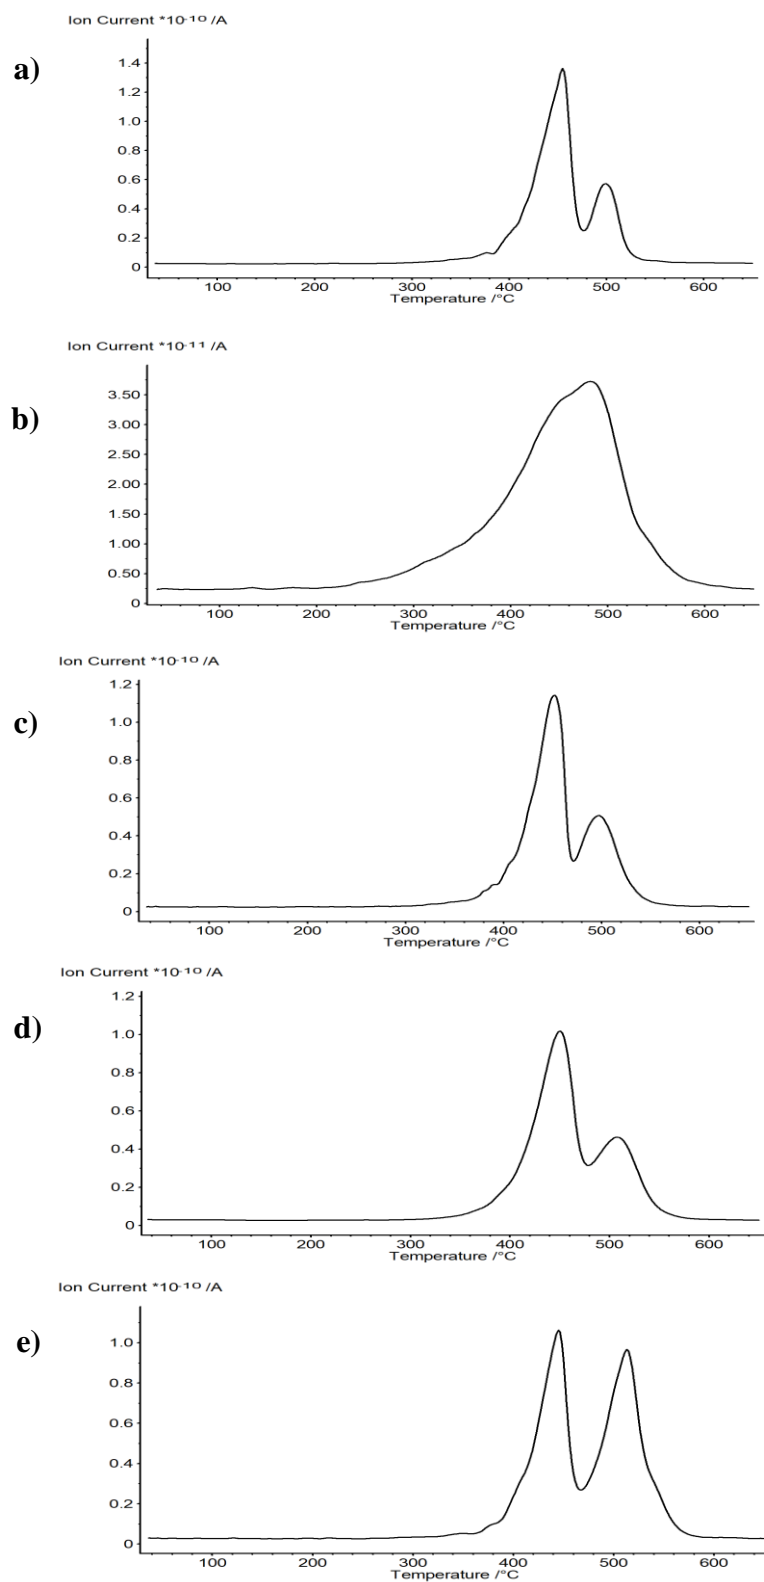 Ion Current *10-10 /A
a)
1.4
1.2
1.0
0.8
0.6
0.4
0.2
0
100 200 300 400 500 600
Temperature /°C
Ion Current *10-11 /A
b)
3.50
3.00
2.50
2.00
1.50
1.00
0.50
0
100 200 300 400 500 600
Temperature /°C
Ion Current *10-10 /A
c)
1.2
1.0
0.8
0.6
0.4
0.2
0
100 200 300 400 500 600
Temperature /°C
Ion Current *10-10 /A
d)
1.2
1.0
0.8
0.6
0.4
0.2
0
100 200 300 400 500 600
Temperature /°C
Ion Current *10-10 /A
e)
1.0
0.8
0.6
0.4
0.2
0
100 200 300 400 500 600
Temperature /°C